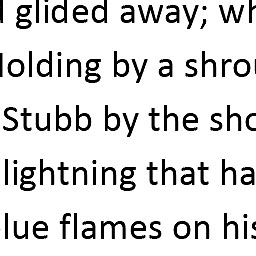 d glided away; wh
Holding by a shrou
Stubb by the sho
lightning that ha
lue flames on his